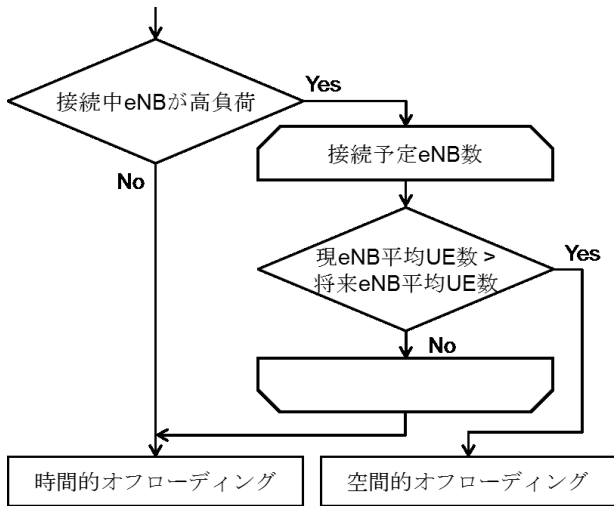 接続中eNBが高負荷
Yes
No
接続予定eNB数
現eNB平均UE数 >
将来eNB平均UE数
Yes
No
時間的オフローディング
空間的オフローディング